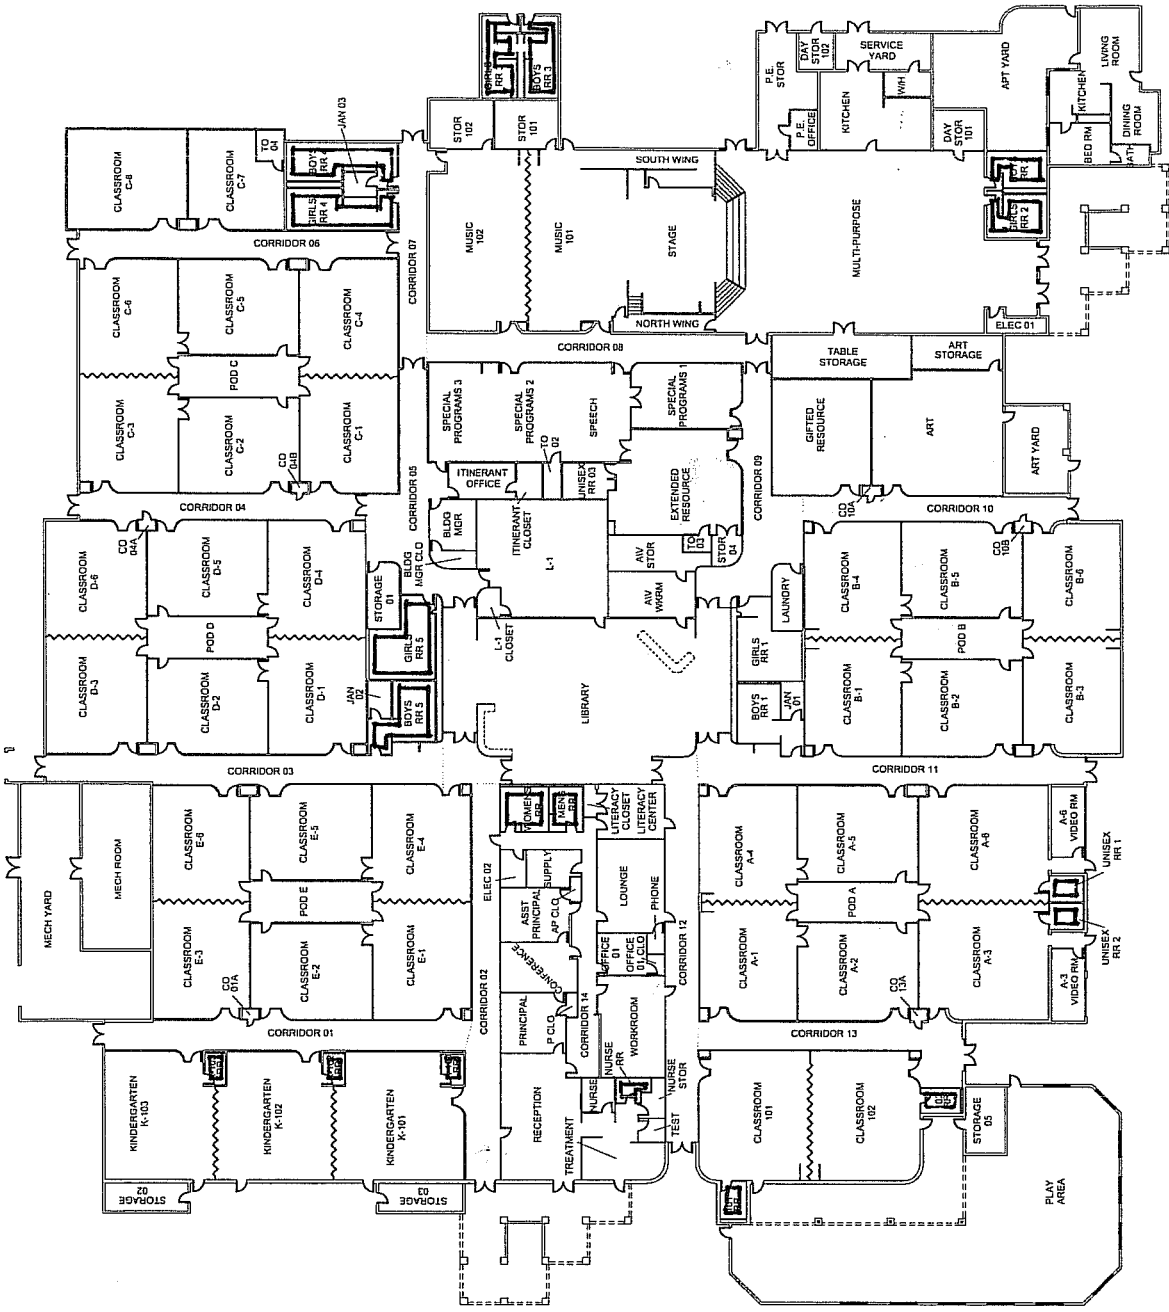 CLASSROOM
C-8
CLASSROOM
C-7
TO
04
BOYS
RR 4
GIRLS
RR 4
JAN 03
GIRLS
RR 3
BOYS
RR 3
STOR
102
STOR
101
P.E.
STOR
DAY
STOR
102
SERVICE
YARD
W/H
KITCHEN
P.E.
OFFICE
DAY
STOR
101
APT YARD
LIVING
ROOM
KITCHEN
DINING
ROOM
BED RM
BATH
CORRIDOR 06
CORRIDOR 07
MUSIC
102
MUSIC
101
SOUTH WING
STAGE
NORTH WING
MULTI-PURPOSE
GIRLS
RR 2
ELEC 01
CLASSROOM
C-6
CLASSROOM
C-5
CLASSROOM
C-4
POD C
CLASSROOM
C-3
CLASSROOM
C-2
CLASSROOM
C-1
CO
04B
CORRIDOR 08
SPECIAL
PROGRAMS 3
SPECIAL
PROGRAMS 2
SPEECH
SPECIAL
PROGRAMS 1
TABLE
STORAGE
ART
STORAGE
GIFTED
RESOURCE
ART
ART YARD
CO
10A
CORRIDOR 04
CORRIDOR 05
ITINERANT
OFFICE
TO
02
UNISEX
RR 03
ITINERANT
CLOSET
EXTENDED
RESOURCE
CORRIDOR 09
CORRIDOR 10
BLDG
MGR
BLDG
MGR CLO
L-1
A/V
STOR
TO
03
STOR
04
A/V
WKRM
L-1
CLOSET
CO
04A
CLASSROOM
D-6
CLASSROOM
D-5
CLASSROOM
D-4
POD D
CLASSROOM
D-3
CLASSROOM
D-2
CLASSROOM
D-1
STORAGE
01
GIRLS
RR 5
JAN
02
BOYS
RR 5
LIBRARY
LAUNDRY
GIRLS
RR 1
BOYS
RR 1
JAN
01
CO
10B
CLASSROOM
B-4
CLASSROOM
B-5
CLASSROOM
B-6
POD B
CLASSROOM
B-1
CLASSROOM
B-2
CLASSROOM
B-3
CORRIDOR 03
CORRIDOR 11
MECH YARD
MECH ROOM
CLASSROOM
E-6
CLASSROOM
E-5
CLASSROOM
E-4
POD E
CLASSROOM
E-3
CLASSROOM
E-2
CLASSROOM
E-1
CO
01A
CORRIDOR 02
WOMENS
RR
MENS
RR
LITERACY
CLOSET
LITERACY
CENTER
ELEC 02
SUPPLY
ASST
PRINCIPAL
AP CLO
LOUNGE
PHONE
CONFERENCE
OFFICE
01
OFFICE
01 CLO
CORRIDOR 12
PRINCIPAL
P CLO
CORRIDOR 14
WORKROOM
RECEPTION
NURSE
NURSE
RR
NURSE
STOR
TREATMENT
TEST
CLASSROOM
A-4
CLASSROOM
A-5
CLASSROOM
A-6
A-6
VIDEO RM
POD A
UNISEX
RR 1
UNISEX
RR 2
CLASSROOM
A-1
CLASSROOM
A-2
CLASSROOM
A-3
A-3
VIDEO RM
CO
13A
CORRIDOR 01
CORRIDOR 13
KINDERGARTEN
K-103
KINDERGARTEN
K-102
KINDERGARTEN
K-101
STORAGE
02
STORAGE
03
CLASSROOM
101
CLASSROOM
102
STORAGE
05
PLAY
AREA